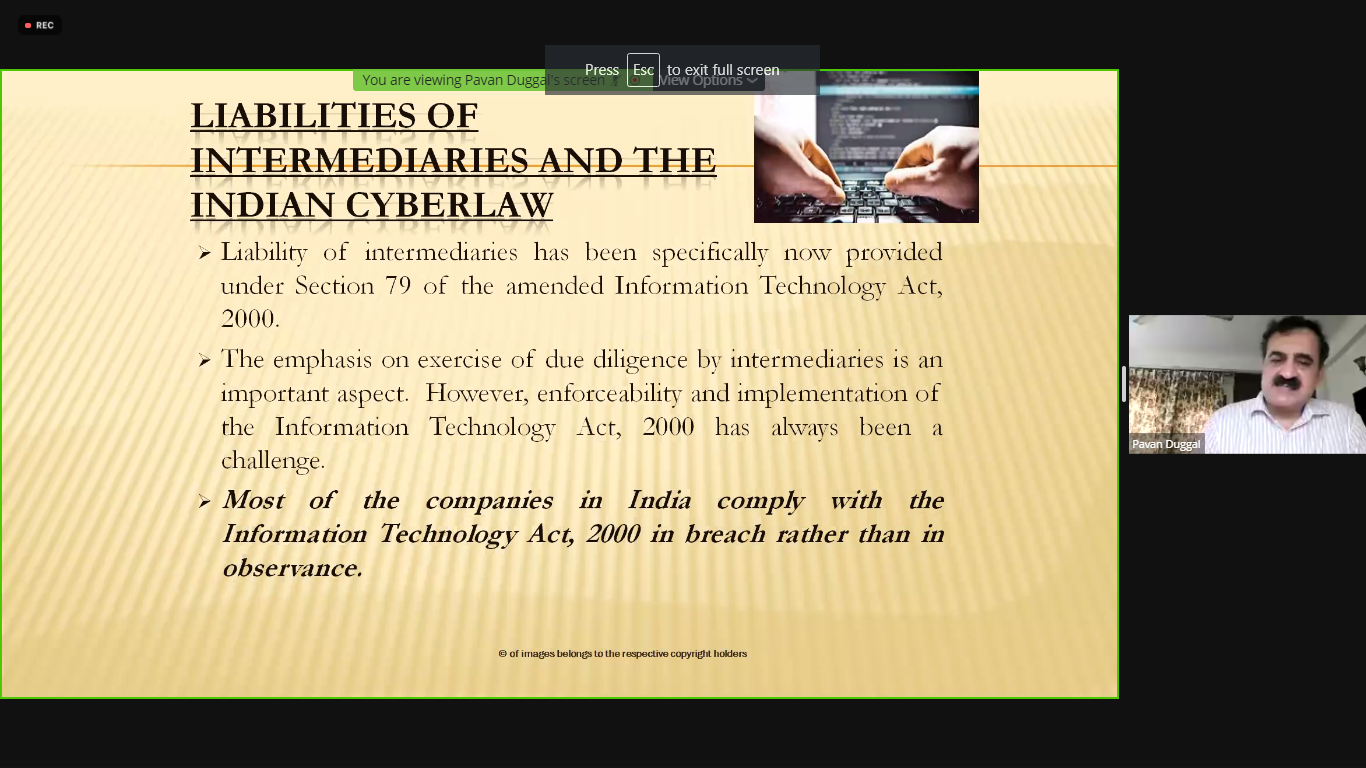 REC
Press Esc to exit full screen
You are viewing Pavan Duggal's screen
View Options
LIABILITIES OF
INTERMEDIARIES AND THE
INDIAN CYBERLAW
➢ Liability of intermediaries has been specifically now provided
under Section 79 of the amended Information Technology Act,
2000.
➢ The emphasis on exercise of due diligence by intermediaries is an
important aspect. However, enforceability and implementation of
the Information Technology Act, 2000 has always been a
challenge.
➢ Most of the companies in India comply with the
Information Technology Act, 2000 in breach rather than in
observance.
© of images belongs to the respective copyright holders
Pavan Duggal